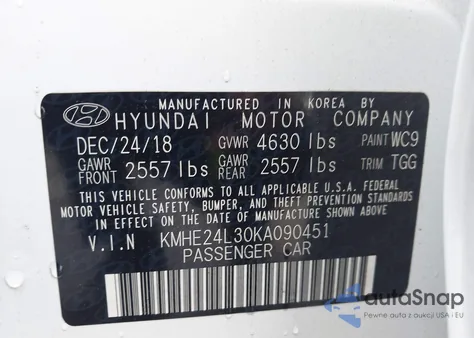 MANUFACTURED IN KOREA BY
HYUNDAI MOTOR COMPANY
DEC/24/18 GVWR 4630 lbs PAINT WC9
GAWR FRONT 2557 lbs GAWR REAR 2557 lbs TRIM TGG
THIS VEHICLE CONFORMS TO ALL APPLICABLE U.S.A. FEDERAL
MOTOR VEHICLE SAFETY, BUMPER, AND THEFT PREVENTION STANDARDS
IN EFFECT ON THE DATE OF MANUFACTURE SHOWN ABOVE.
V.I.N KMHE24L30KA090451
PASSENGER CAR
autaSnap
Pewne auta z aukcji USA i EU